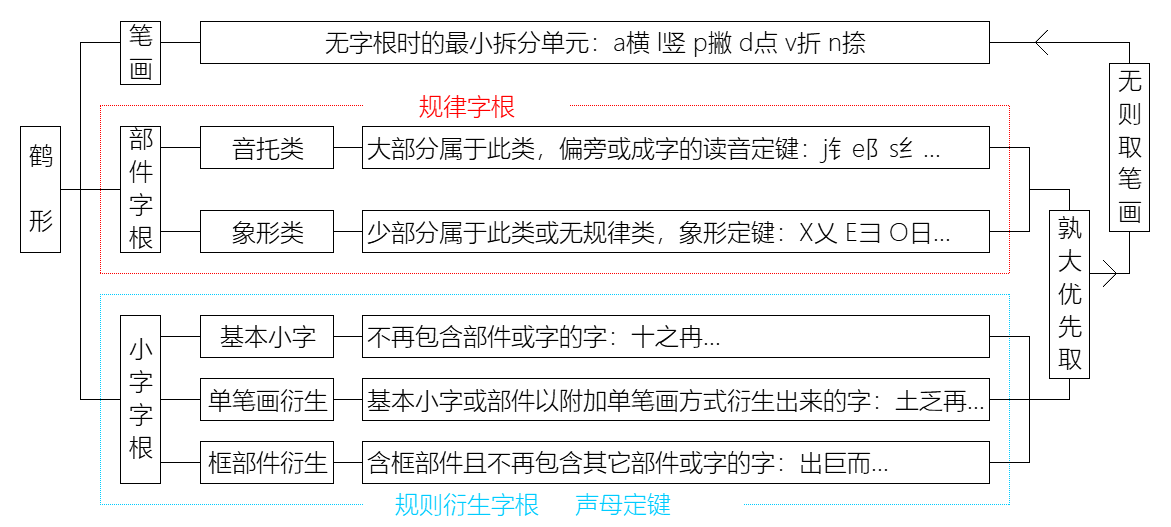 鹤形
笔画
无字根时的最小拆分单元：a横 l竖 p撇 d点 v折 n捺
无则取笔画
规律字根
部件字根
音托类
大部分属于此类，偏旁或成字的读音定键：j钅 e阝 s纟...
象形类
少部分属于此类或无规律类，象形定键：X乂 E彐 O日...
孰大优先取
小字字根
基本小字
不再包含部件或字的字：十之冉...
单笔画衍生
基本小字或部件以附加单笔画方式衍生出来的字：土乏再...
框部件衍生
含框部件且不再包含其它部件或字的字：出巨而...
规则衍生字根 声母定键